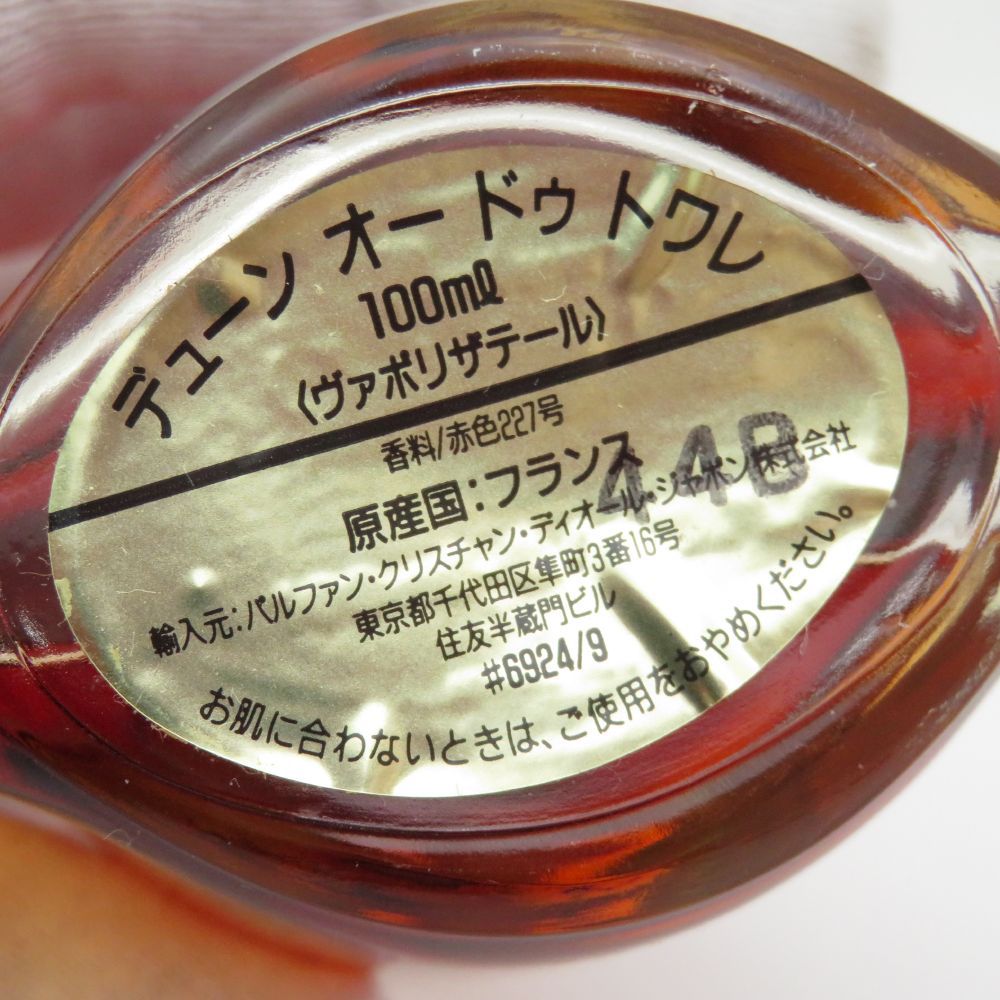 デューン オー ドゥ トワレ
100mℓ
〈ヴァポリザテール〉
香料/赤色227号
原産国:フランス
448
輸入元:パルファン・クリスチャン・ディオール・ジャポン株式会社
東京都千代田区隼町3番16号
住友半蔵門ビル
#6924/9
お肌に合わないときは、ご使用をおやめください。